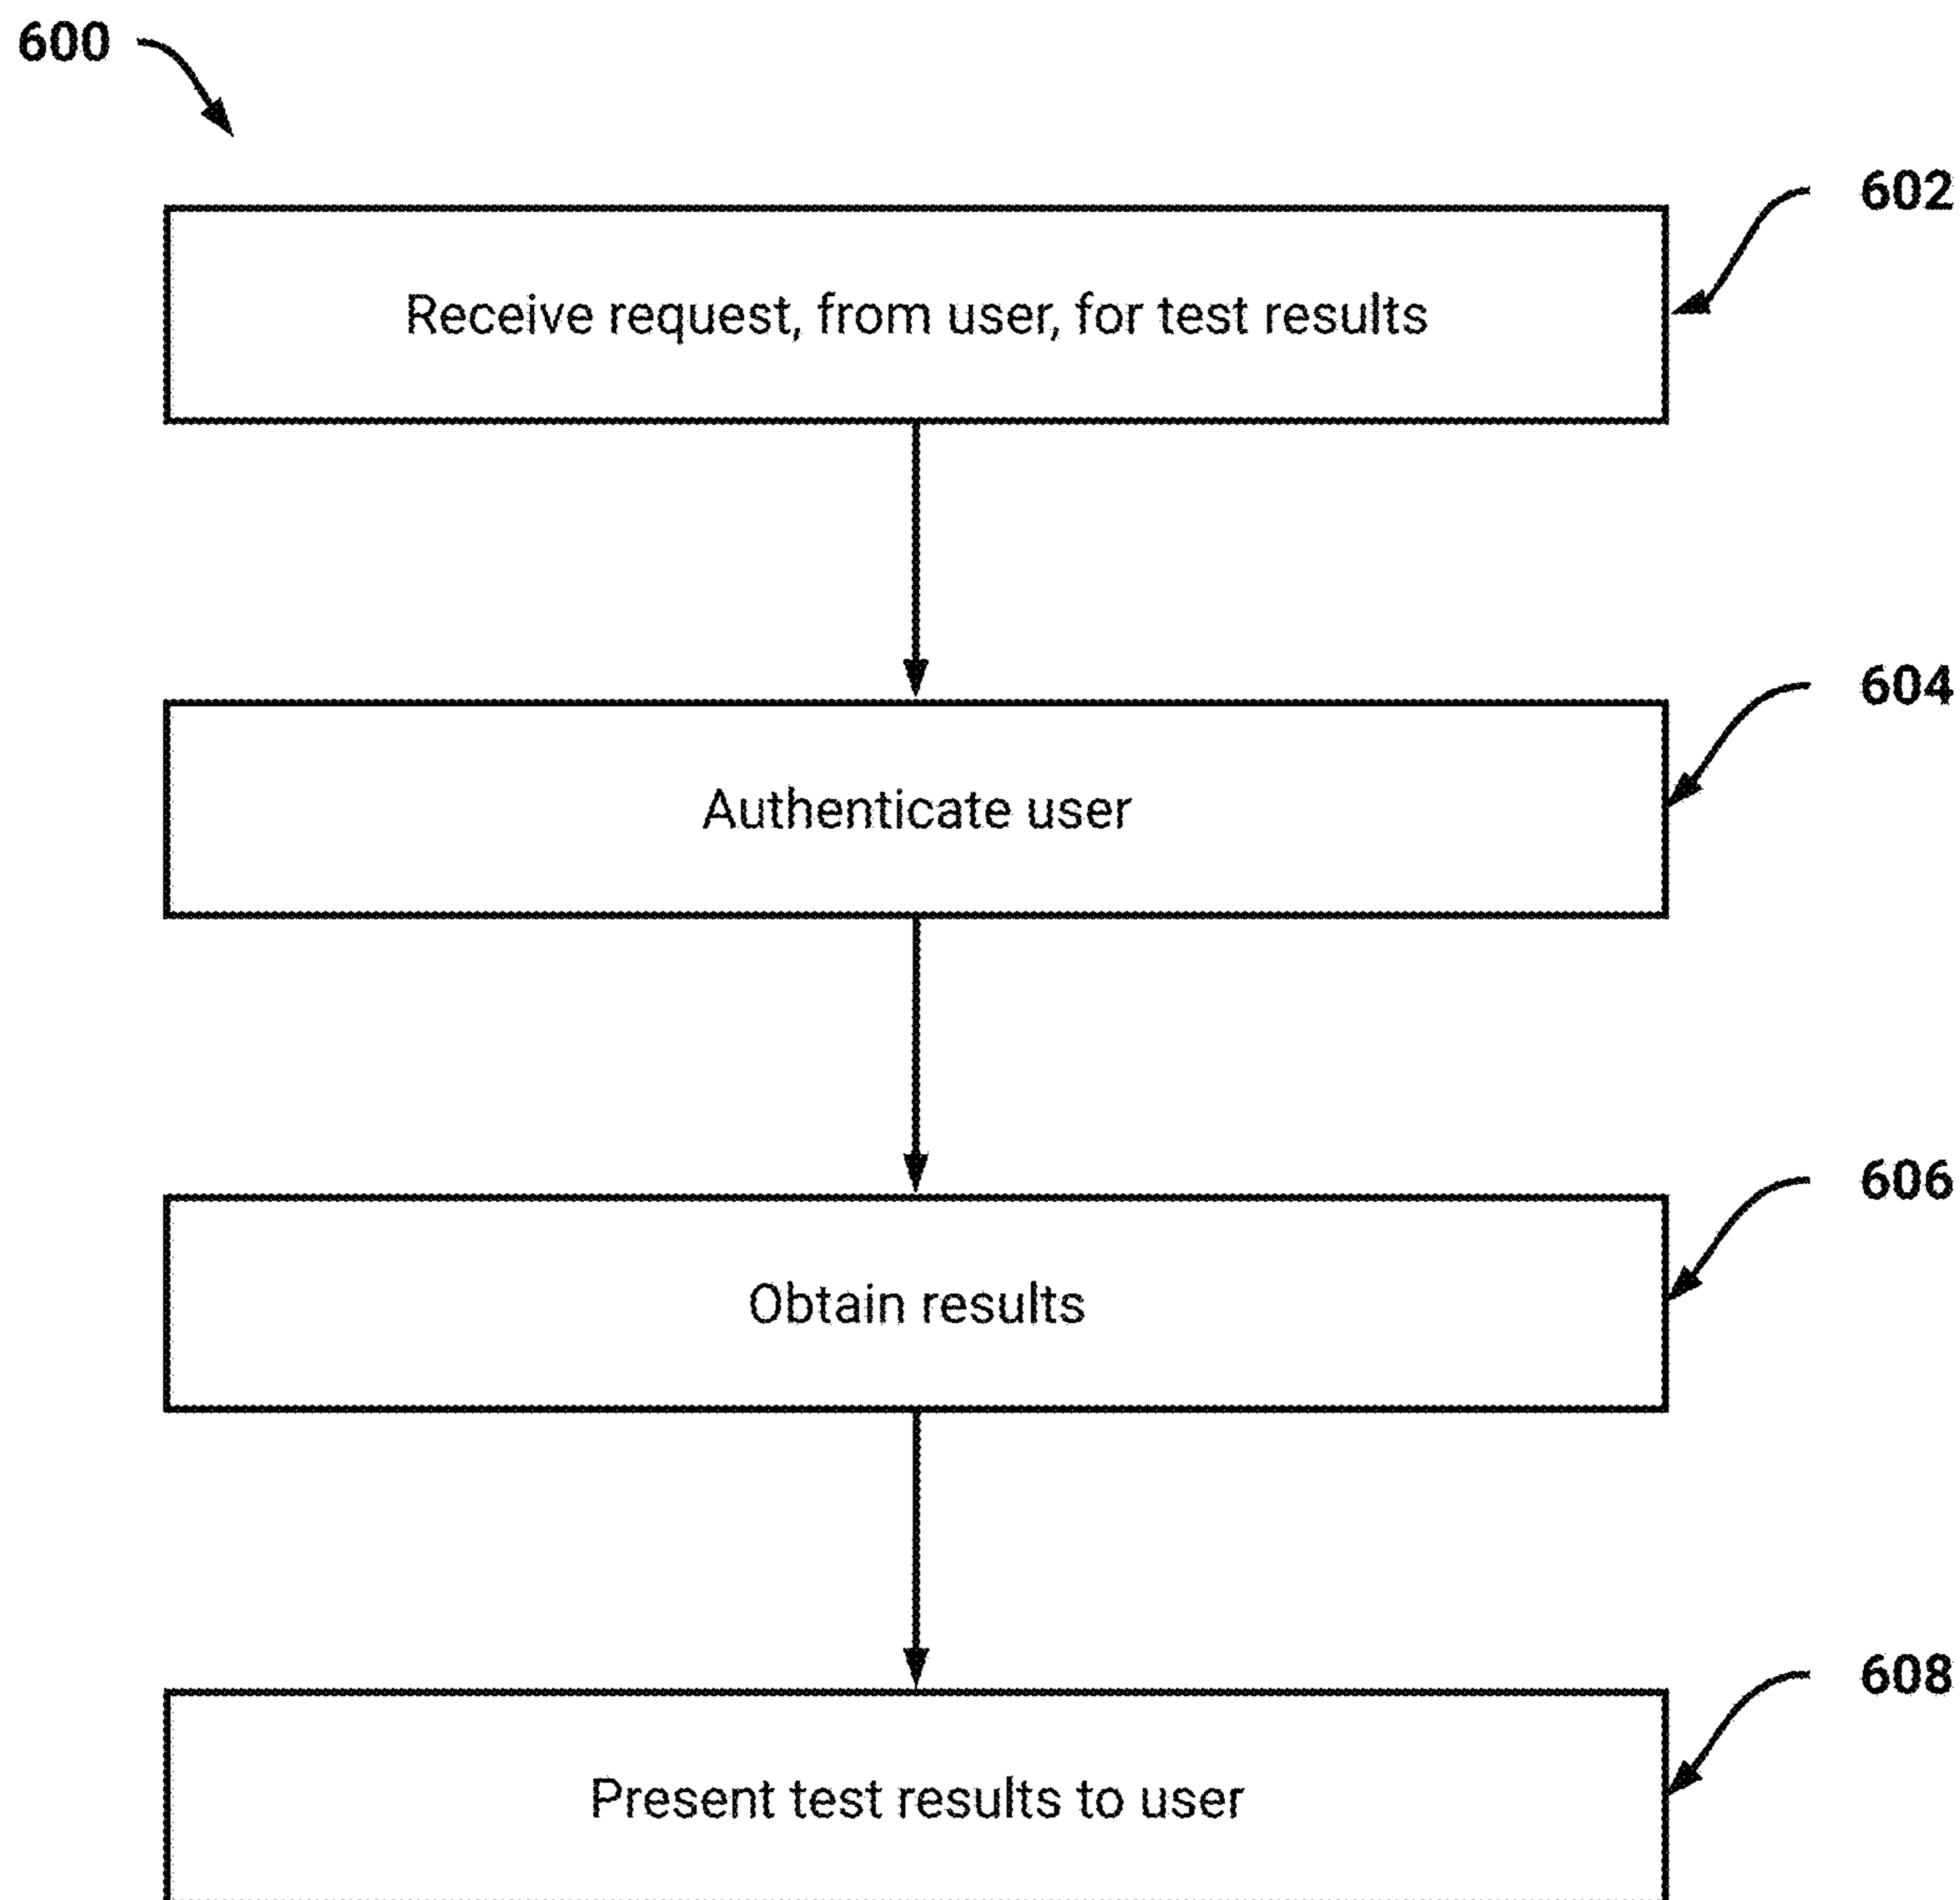 600
602
Receive request, from user, for test results
604
Authenticate user
606
Obtain results
608
Present test results to user